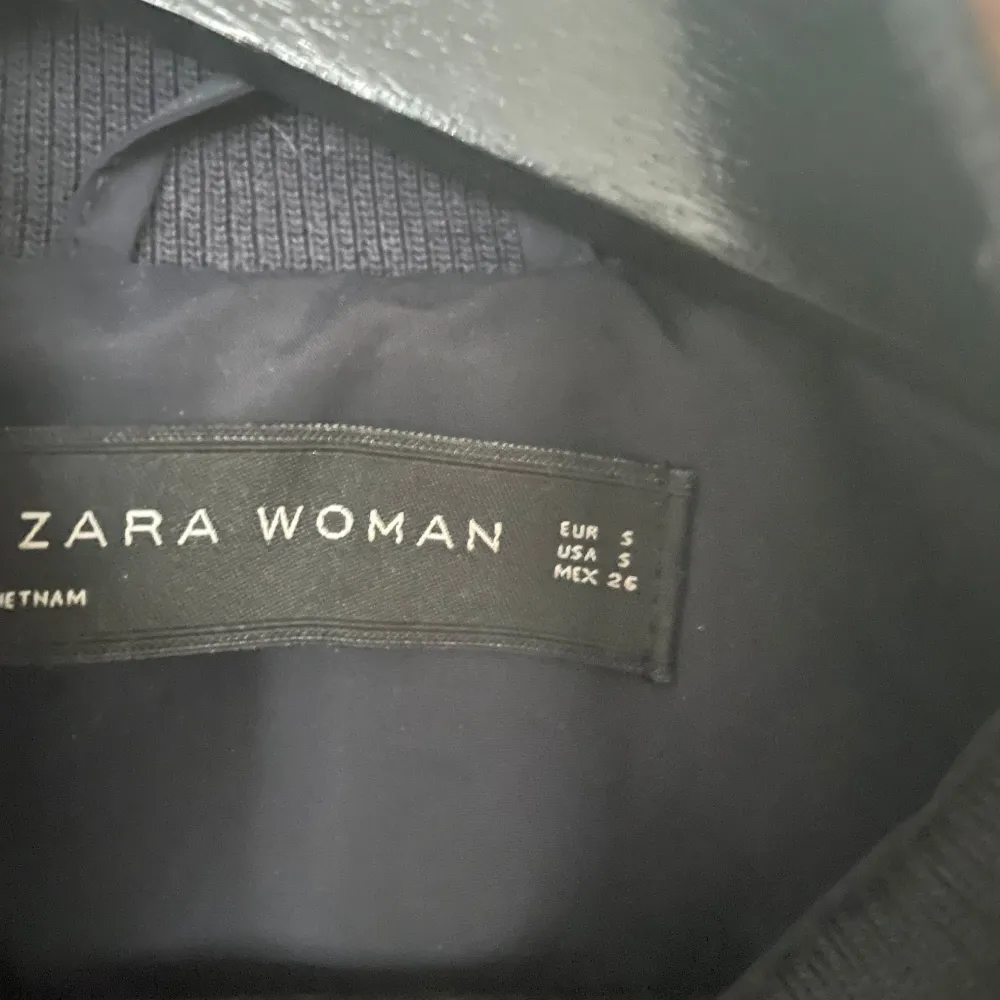 ZARA WOMAN
EUR S
USA S
MEX 26
IETNAM